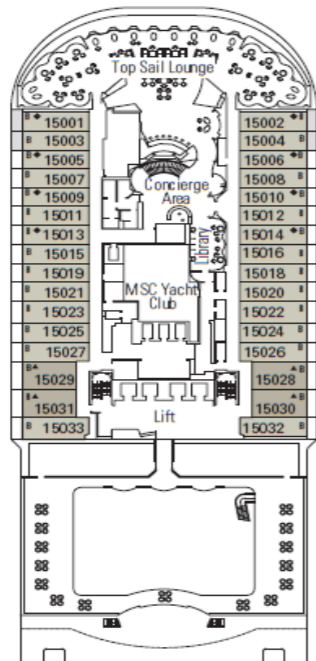 Top Sail Lounge
B ◆ 15001 15002 ◆ B
B 15003 15004 B
B ◆ 15005 15006 ◆ B
B 15007 15008 B
Concierge
Area
B ◆ 15009 15010 ◆ B
B 15011 15012 B
B ◆ 15013 15014 ◆ B
Library
B 15015 15016 B
B 15019 15018 B
MSC Yacht
Club
B 15021 15020 B
B 15023 15022 B
B 15025 15024 B
B 15027 15026 B
B▲ 15029 15028 ▲B
B▲ 15031 15030 ▲B
Lift
B 15033 15032 B